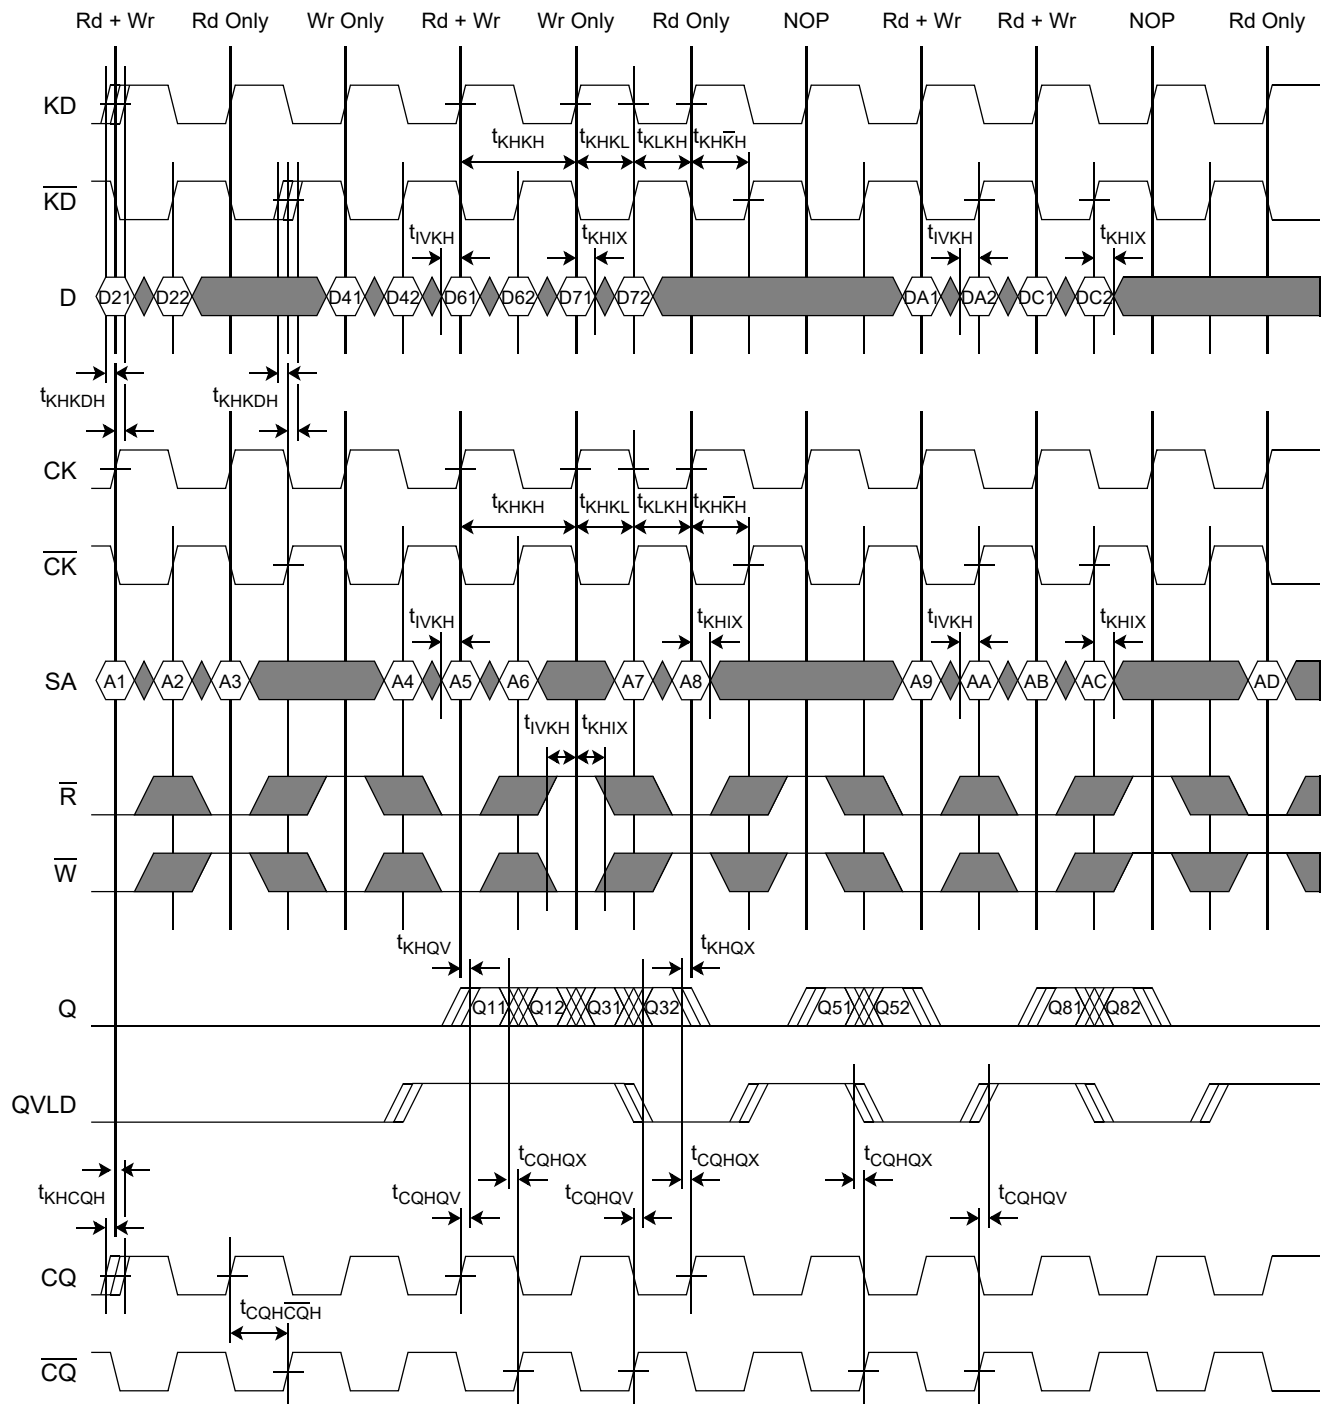 Rd + Wr Rd Only Wr Only Rd + Wr Wr Only Rd Only NOP Rd + Wr Rd + Wr NOP Rd Only
KD
tKHKH tKHKL tKLKH tKHK̅H
K̅D̅
tIVKH tKHIX tIVKH tKHIX
D D21 D22 D41 D42 D61 D62 D71 D72 DA1 DA2 DC1 DC2
tKHKDH tKHKDH
CK
tKHKH tKHKL tKLKH tKHK̅H
C̅K̅
tIVKH tKHIX tIVKH tKHIX
SA A1 A2 A3 A4 A5 A6 A7 A8 A9 AA AB AC AD
tIVKH tKHIX
R̅
W̅
tKHQV tKHQX
Q Q11 Q12 Q31 Q32 Q51 Q52 Q81 Q82
QVLD
tCQHQX tCQHQX tCQHQX
tKHCQH tCQHQV tCQHQV tCQHQV
CQ
tCQHC̅Q̅H
C̅Q̅